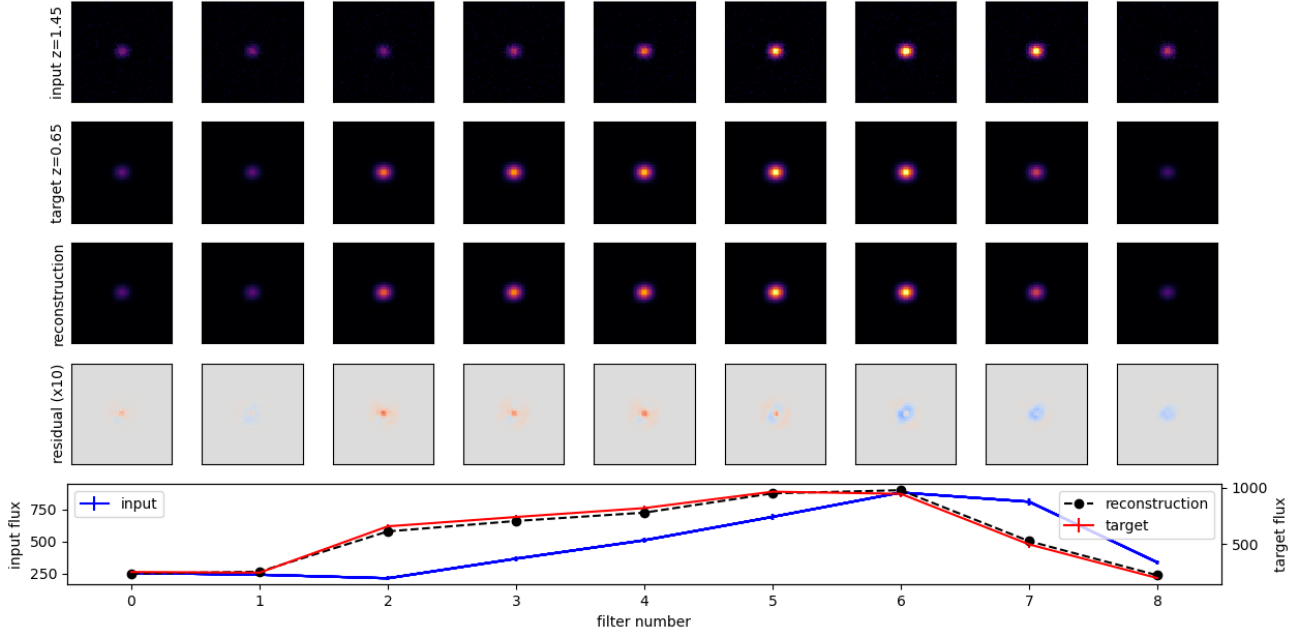 input z=1.45
target z=0.65
reconstruction
residual (x10)
input flux
750
500
250
input
reconstruction
target
1000
500
target flux
0 1 2 3 4 5 6 7 8
filter number